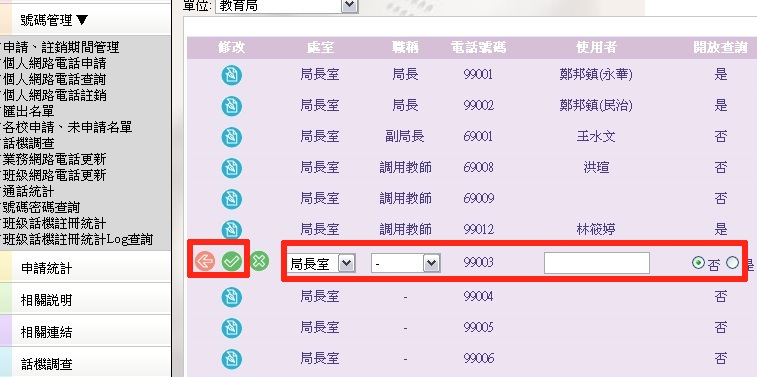 號碼管理▼
申請、註銷期間管理
個人網路電話申請
個人網路電話查詢
個人網路電話註銷
匯出名單
各校申請、未申請名單
話機調查
業務網路電話更新
班級網路電話更新
通話統計
號碼密碼查詢
班級話機註冊統計
班級話機註冊統計Log查詢
申請統計
相關說明
相關連結
話機調查
單位: 教育局
修改 處室 職稱 電話號碼 使用者 開放查詢
局長室 局長 99001 鄭邦鎮(永華) 是
局長室 局長 99002 鄭邦鎮(民治) 是
局長室 副局長 69001 王水文 否
局長室 調用教師 69008 洪瑄 否
局長室 調用教師 69009 否
局長室 調用教師 99012 林筱婷 是
局長室 - 99003 否 是
局長室 - 99004 否
局長室 - 99005 否
局長室 - 99006 否